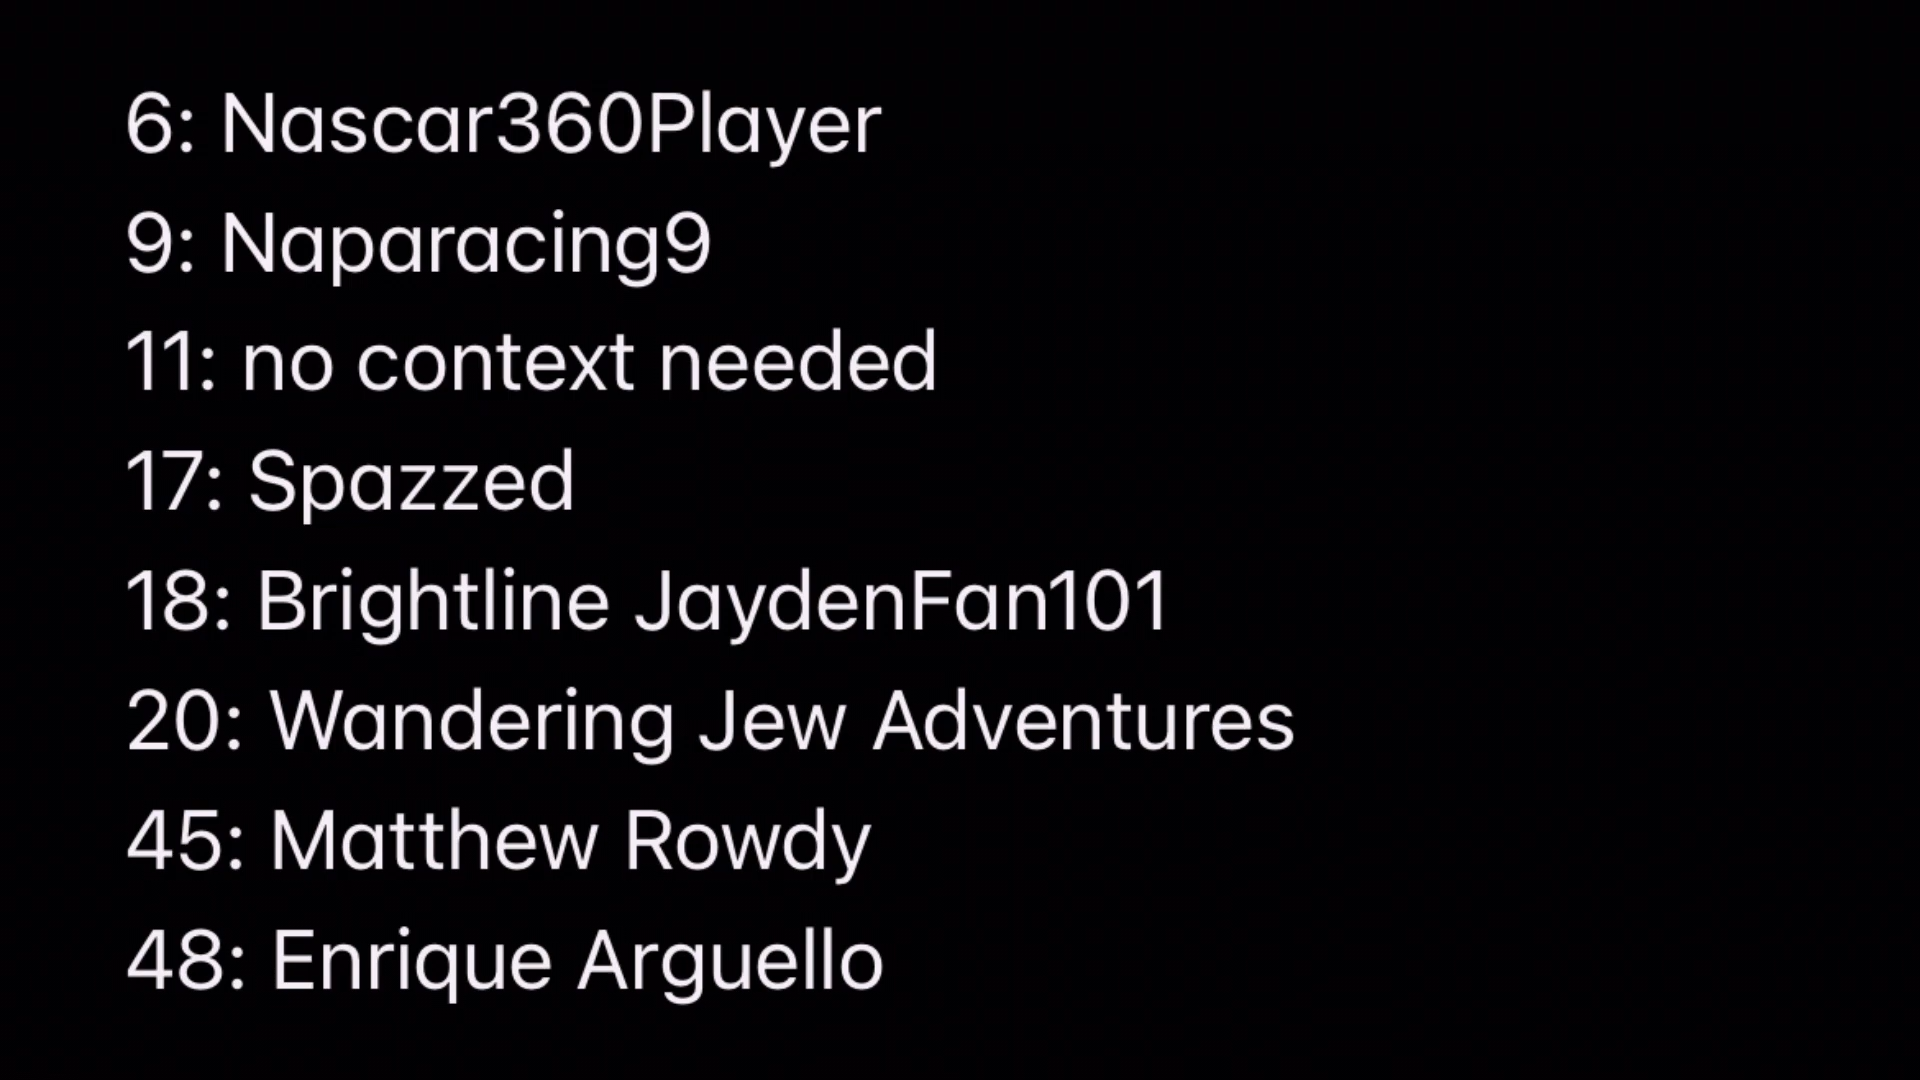 6: Nascar360Player
9: Naparacing9
11: no context needed
17: Spazzed
18: Brightline JaydenFan101
20: Wandering Jew Adventures
45: Matthew Rowdy
48: Enrique Arguello